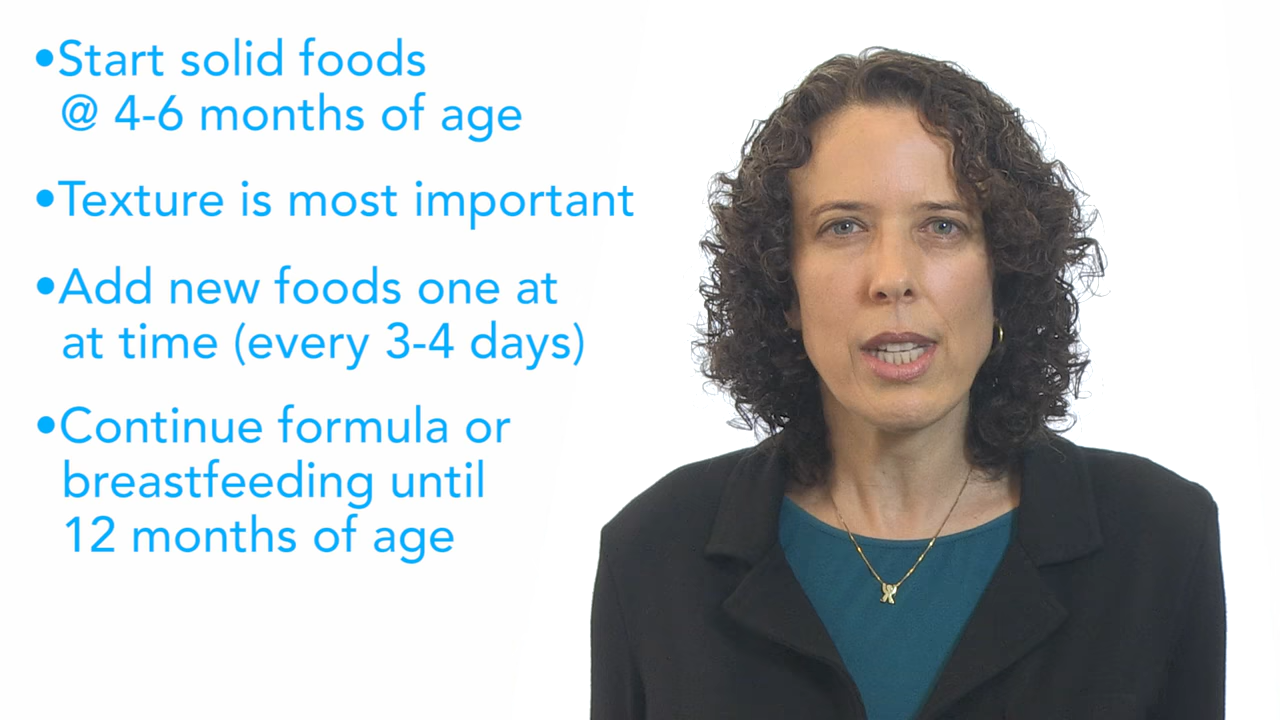 •Start solid foods
@ 4-6 months of age
•Texture is most important
•Add new foods one at
at time (every 3-4 days)
•Continue formula or
breastfeeding until
12 months of age